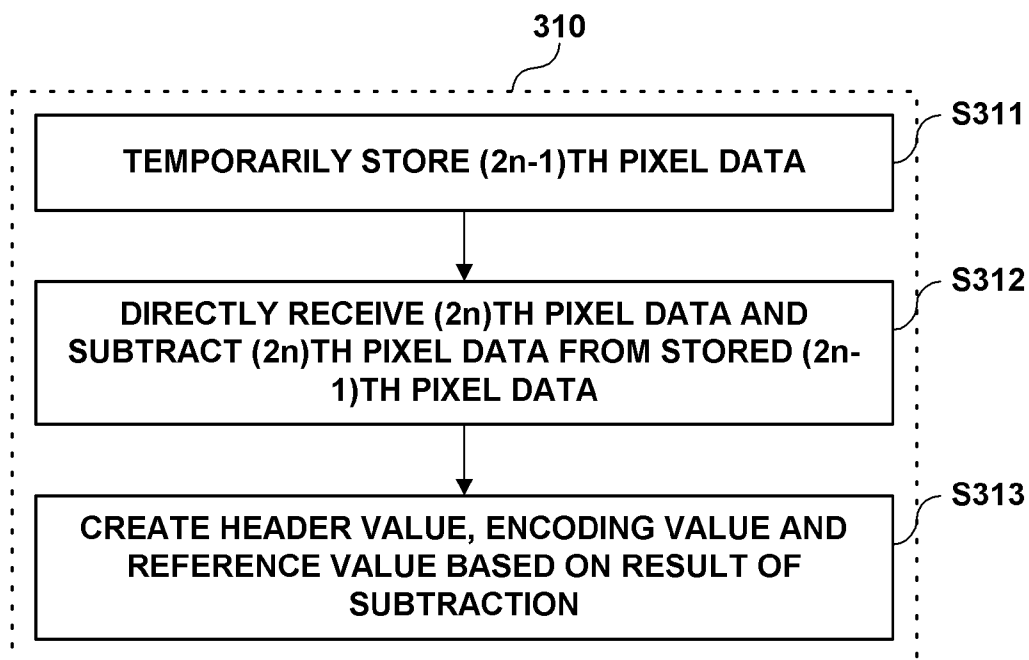 310
S311
TEMPORARILY STORE (2n-1)TH PIXEL DATA
S312
DIRECTLY RECEIVE (2n)TH PIXEL DATA AND
SUBTRACT (2n)TH PIXEL DATA FROM STORED (2n-
1)TH PIXEL DATA
S313
CREATE HEADER VALUE, ENCODING VALUE AND
REFERENCE VALUE BASED ON RESULT OF
SUBTRACTION